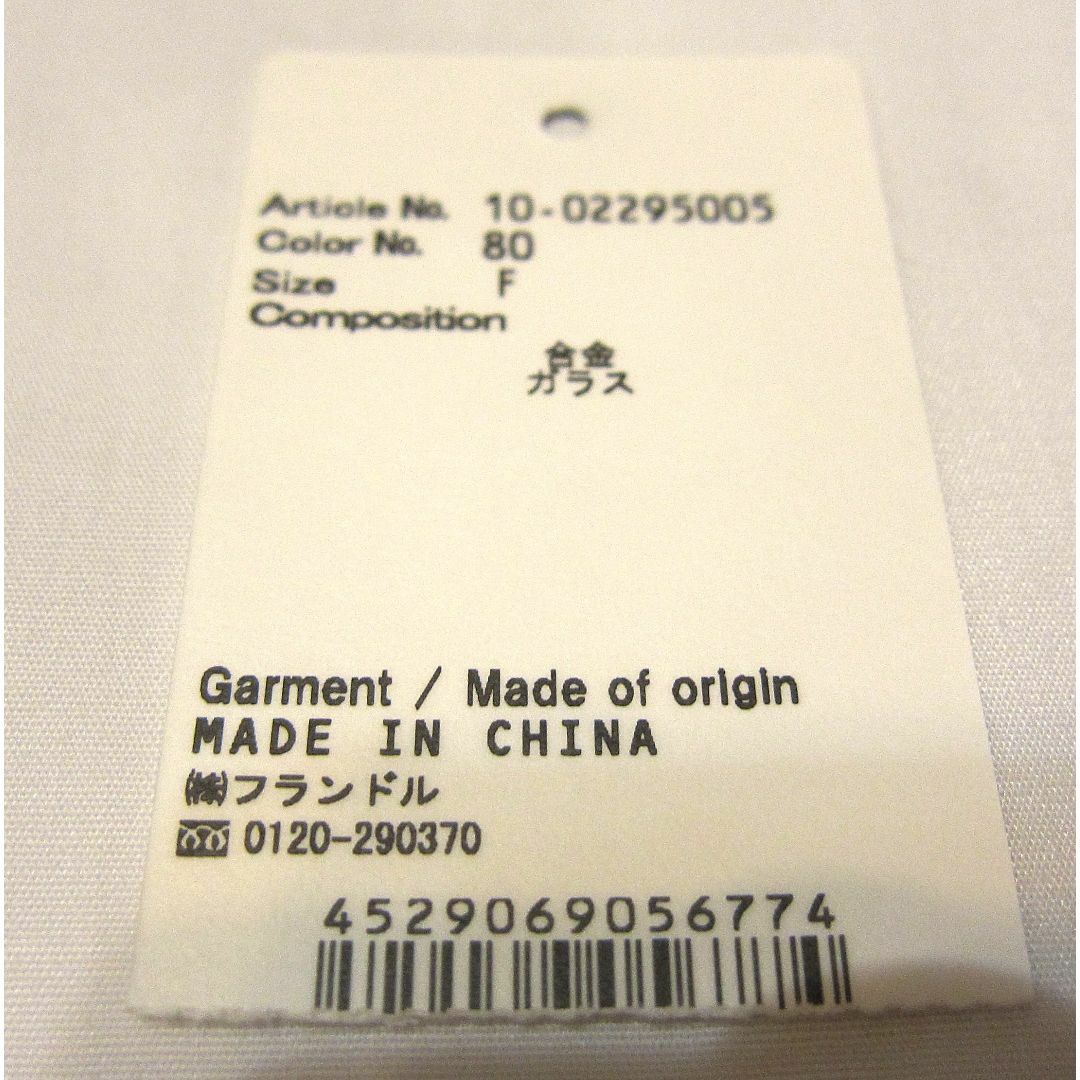 Article No. 10-02295005
Color No. 80
Size F
Composition
合金
ガラス
Garment / Made of origin
MADE IN CHINA
㈱フランドル
0120-290370
4529069056774